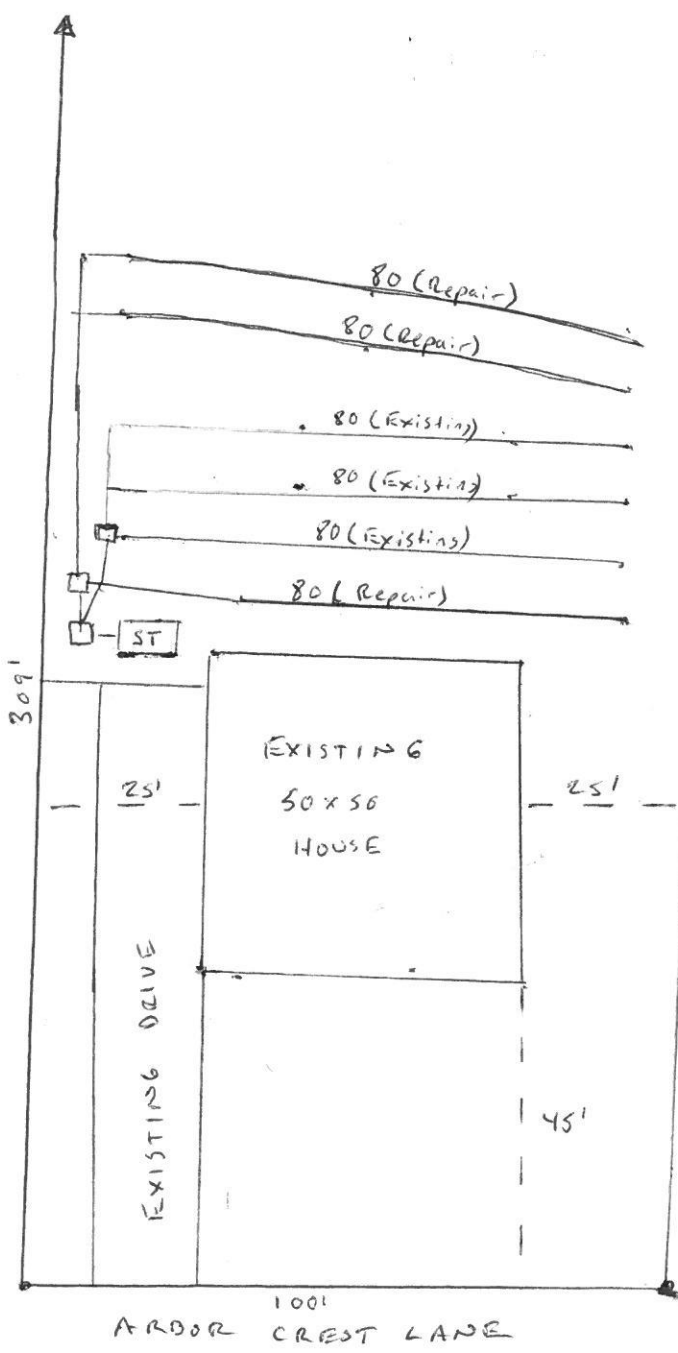 80 (Repair)
80 (Repair)
80 (Existing)
80 (Existing)
80 (Existing)
80 (Repair)
ST
309'
EXISTING
50 x 50
HOUSE
25'
25'
EXISTING DRIVE
45'
100'
ARBOR CREST LANE